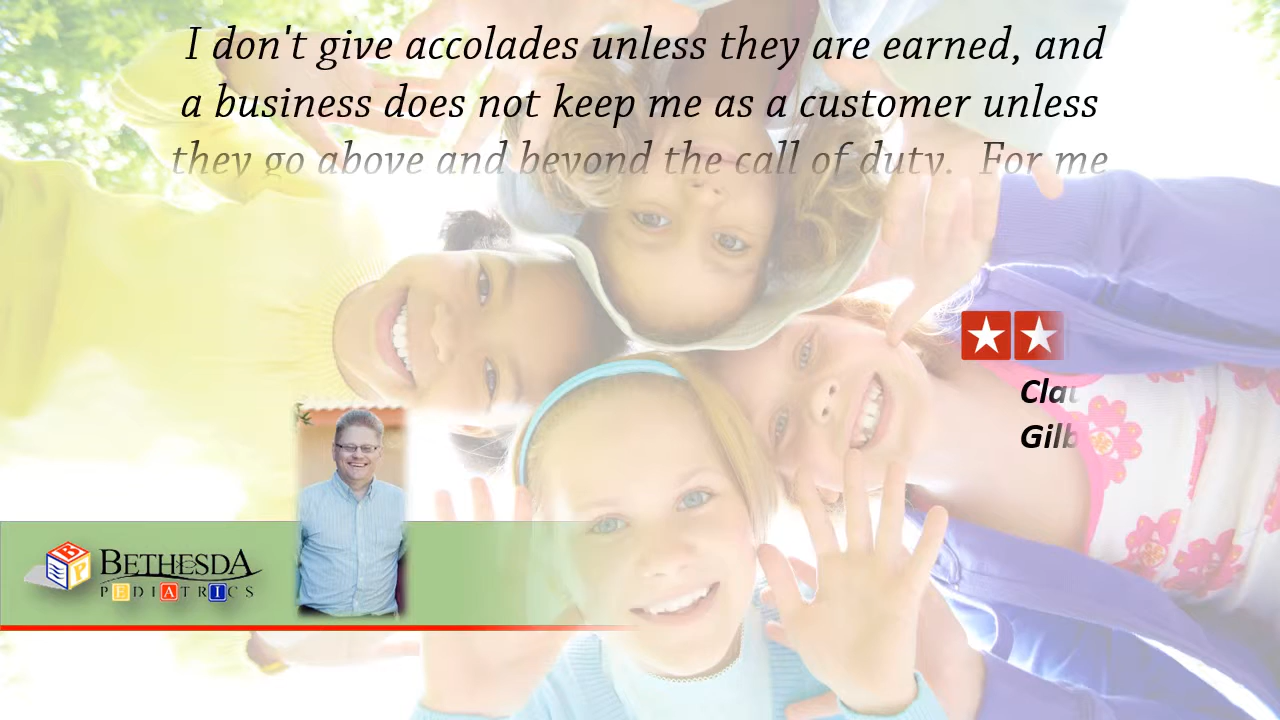 I don't give accolades unless they are earned, and
a business does not keep me as a customer unless
they go above and beyond the call of duty. For me
BETHESDA
PEDIATRICS